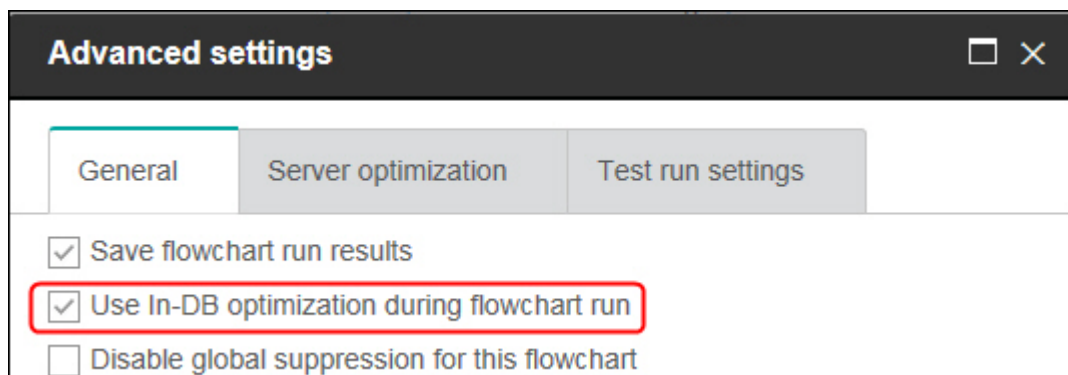 Advanced settings
General Server optimization Test run settings
Save flowchart run results
Use In-DB optimization during flowchart run
Disable global suppression for this flowchart